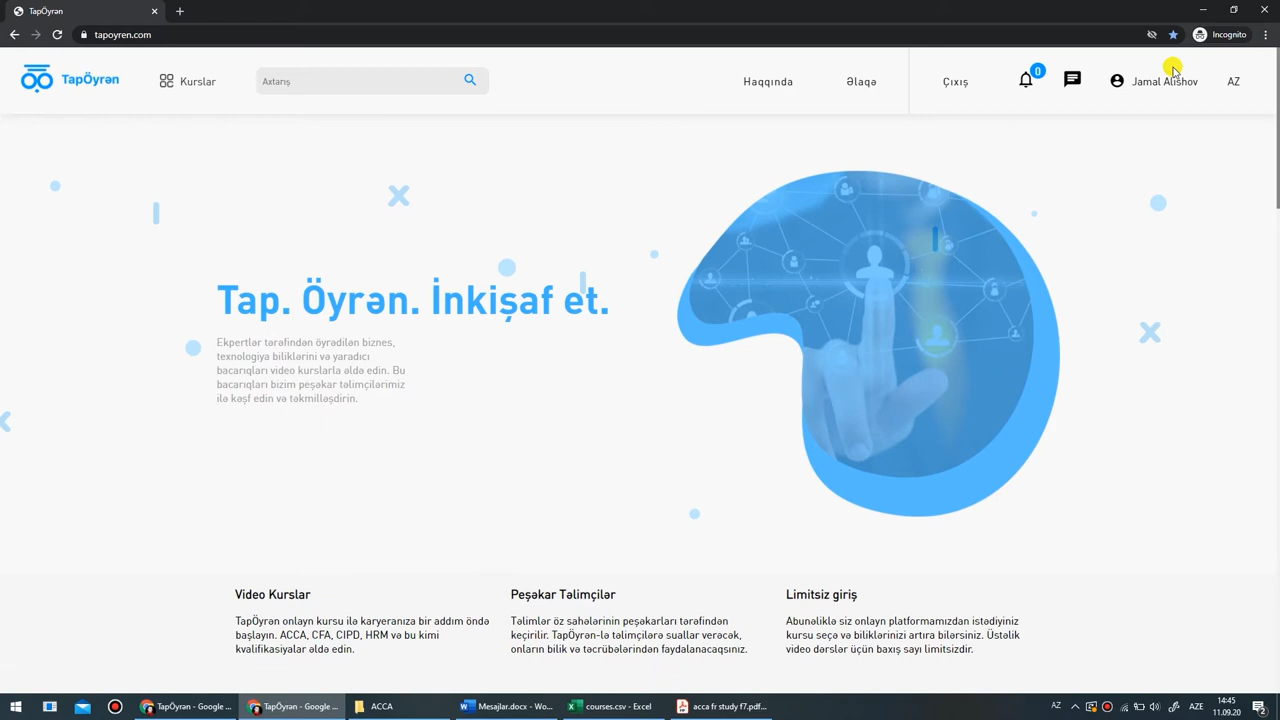 TapÖyrən
tapoyren.com
Incognito
TapÖyrən
Kurslar
Axtarış
Haqqında
Əlaqə
Çıxış
0
Jamal Alishov
AZ
Tap. Öyrən. İnkişaf et.
Ekpertlər tərəfindən öyrədilən biznes,
texnologiya biliklərini və yaradıcı
bacarıqları video kurslarla əldə edin. Bu
bacarıqları bizim peşəkar təlimçilərimiz
ilə kəşf edin və təkmilləşdirin.
Video Kurslar
TapÖyrən onlayn kursu ilə karyeranıza bir addım öndə
başlayın. ACCA, CFA, CIPD, HRM və bu kimi
kvalifikasiyalar əldə edin.
Peşəkar Təlimçilər
Təlimlər öz sahələrinin peşəkarları tərəfindən
keçirilir. TapÖyrən-lə təlimçilərə suallar verəcək,
onların bilik və təcrübələrindən faydalanacaqsınız.
Limitsiz giriş
Abunəliklə siz onlayn platformamızdan istədiyiniz
kursu seçə və biliklərinizi artıra bilərsiniz. Üstəlik
video dərslər üçün baxış sayı limitsizdir.
TapÖyrən - Google ...
TapÖyrən - Google ...
ACCA
Mesajlar.docx - Wo...
courses.csv - Excel
acca fr study f7.pdf...
AZ
AZE
14:45
11.09.20
2